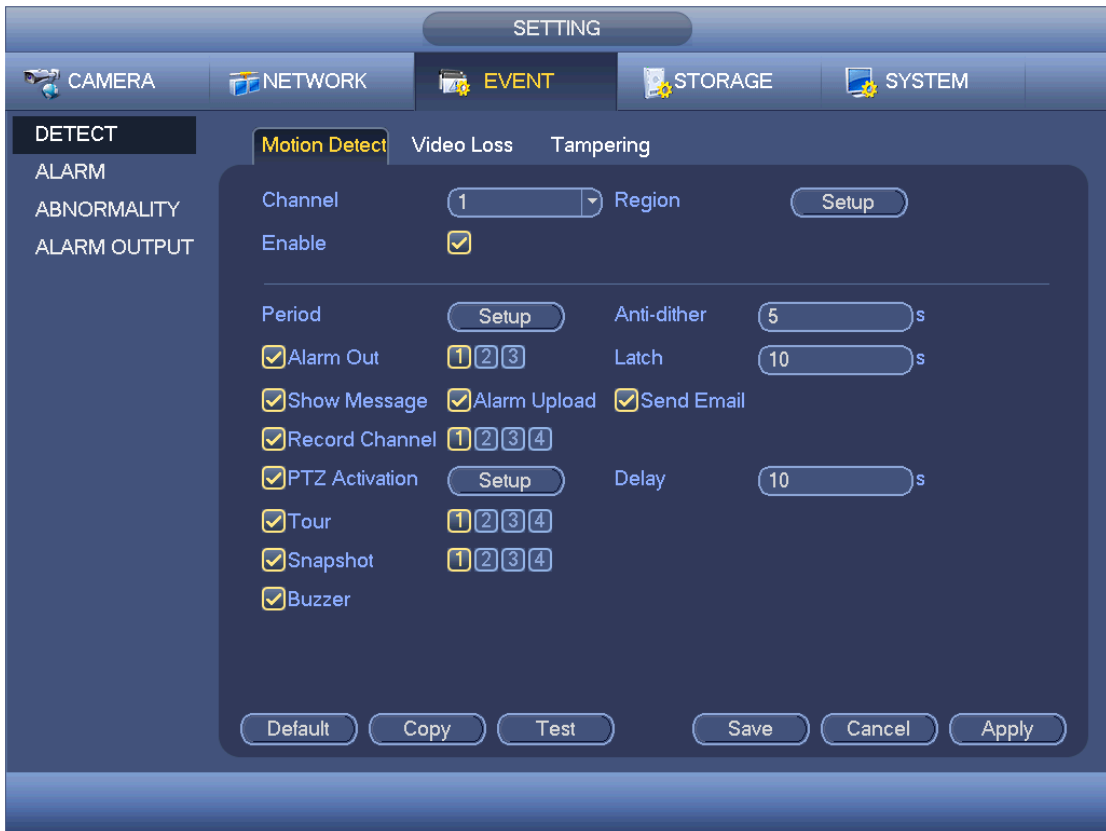 SETTING
CAMERA NETWORK EVENT STORAGE SYSTEM
DETECT
ALARM
ABNORMALITY
ALARM OUTPUT
Motion Detect Video Loss Tampering
Channel 1 Region Setup
Enable
Period Setup Anti-dither 5 s
Alarm Out 1 2 3 Latch 10 s
Show Message Alarm Upload Send Email
Record Channel 1 2 3 4
PTZ Activation Setup Delay 10 s
Tour 1 2 3 4
Snapshot 1 2 3 4
Buzzer
Default Copy Test Save Cancel Apply